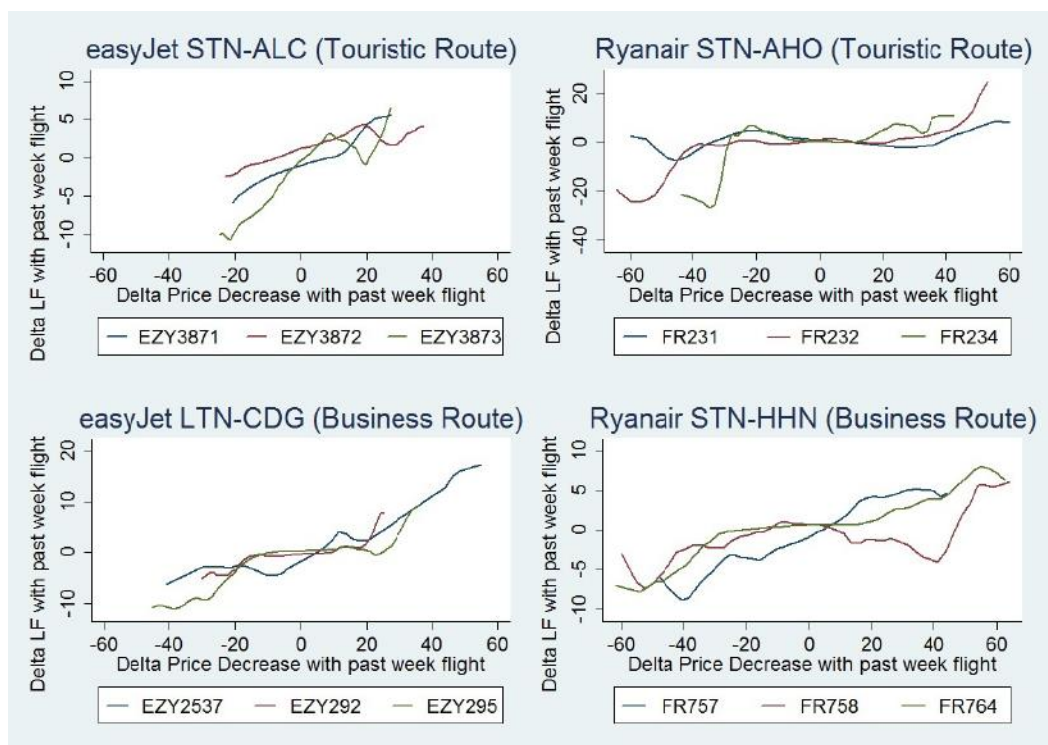 easyJet STN-ALC (Touristic Route)
Delta LF with past week flight
10
5
0
-5
-10
-60 -40 -20 0 20 40 60
Delta Price Decrease with past week flight
EZY3871 EZY3872 EZY3873
Ryanair STN-AHO (Touristic Route)
Delta LF with past week flight
20
0
-20
-40
-60 -40 -20 0 20 40 60
Delta Price Decrease with past week flight
FR231 FR232 FR234
easyJet LTN-CDG (Business Route)
Delta LF with past week flight
20
10
0
-10
-60 -40 -20 0 20 40 60
Delta Price Decrease with past week flight
EZY2537 EZY292 EZY295
Ryanair STN-HHN (Business Route)
Delta LF with past week flight
10
5
0
-5
-10
-60 -40 -20 0 20 40 60
Delta Price Decrease with past week flight
FR757 FR758 FR764